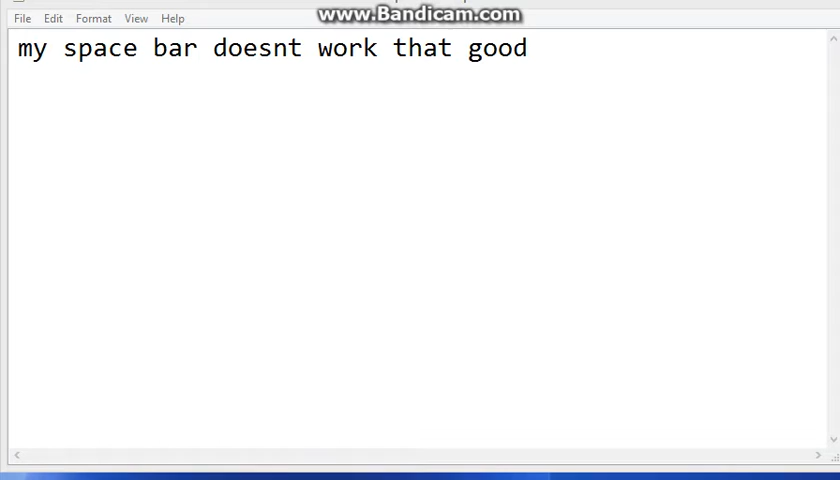 www.Bandicam.com
File Edit Format View Help
my space bar doesnt work that good